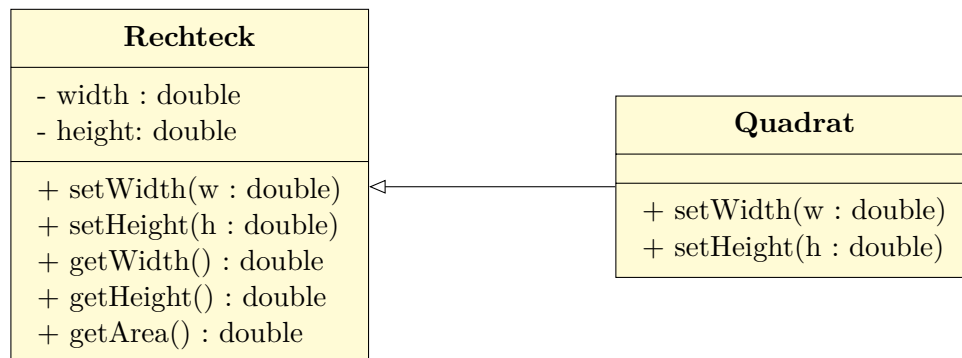 Rechteck
- width : double
- height: double
+ setWidth(w : double)
+ setHeight(h : double)
+ getWidth() : double
+ getHeight() : double
+ getArea() : double
Quadrat
+ setWidth(w : double)
+ setHeight(h : double)